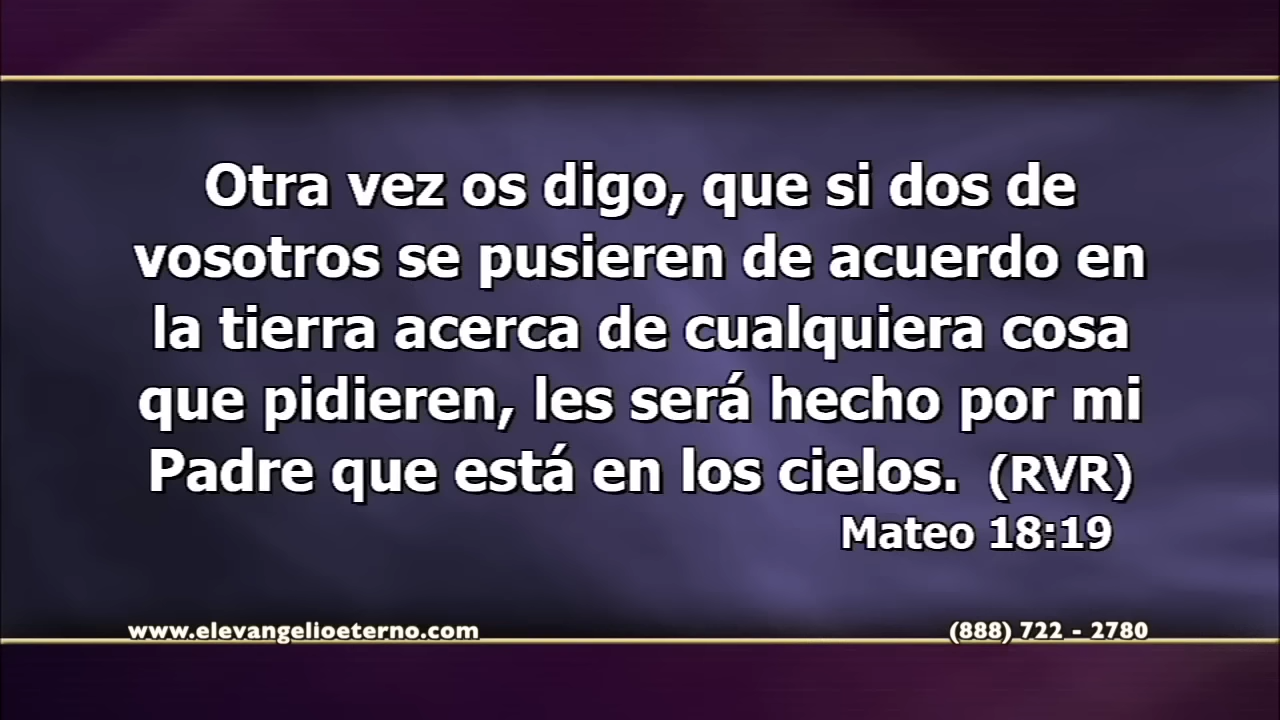 Otra vez os digo, que si dos de
vosotros se pusieren de acuerdo en
la tierra acerca de cualquiera cosa
que pidieren, les será hecho por mi
Padre que está en los cielos. (RVR)
Mateo 18:19
www.elevangelioeterno.com (888) 722 - 2780